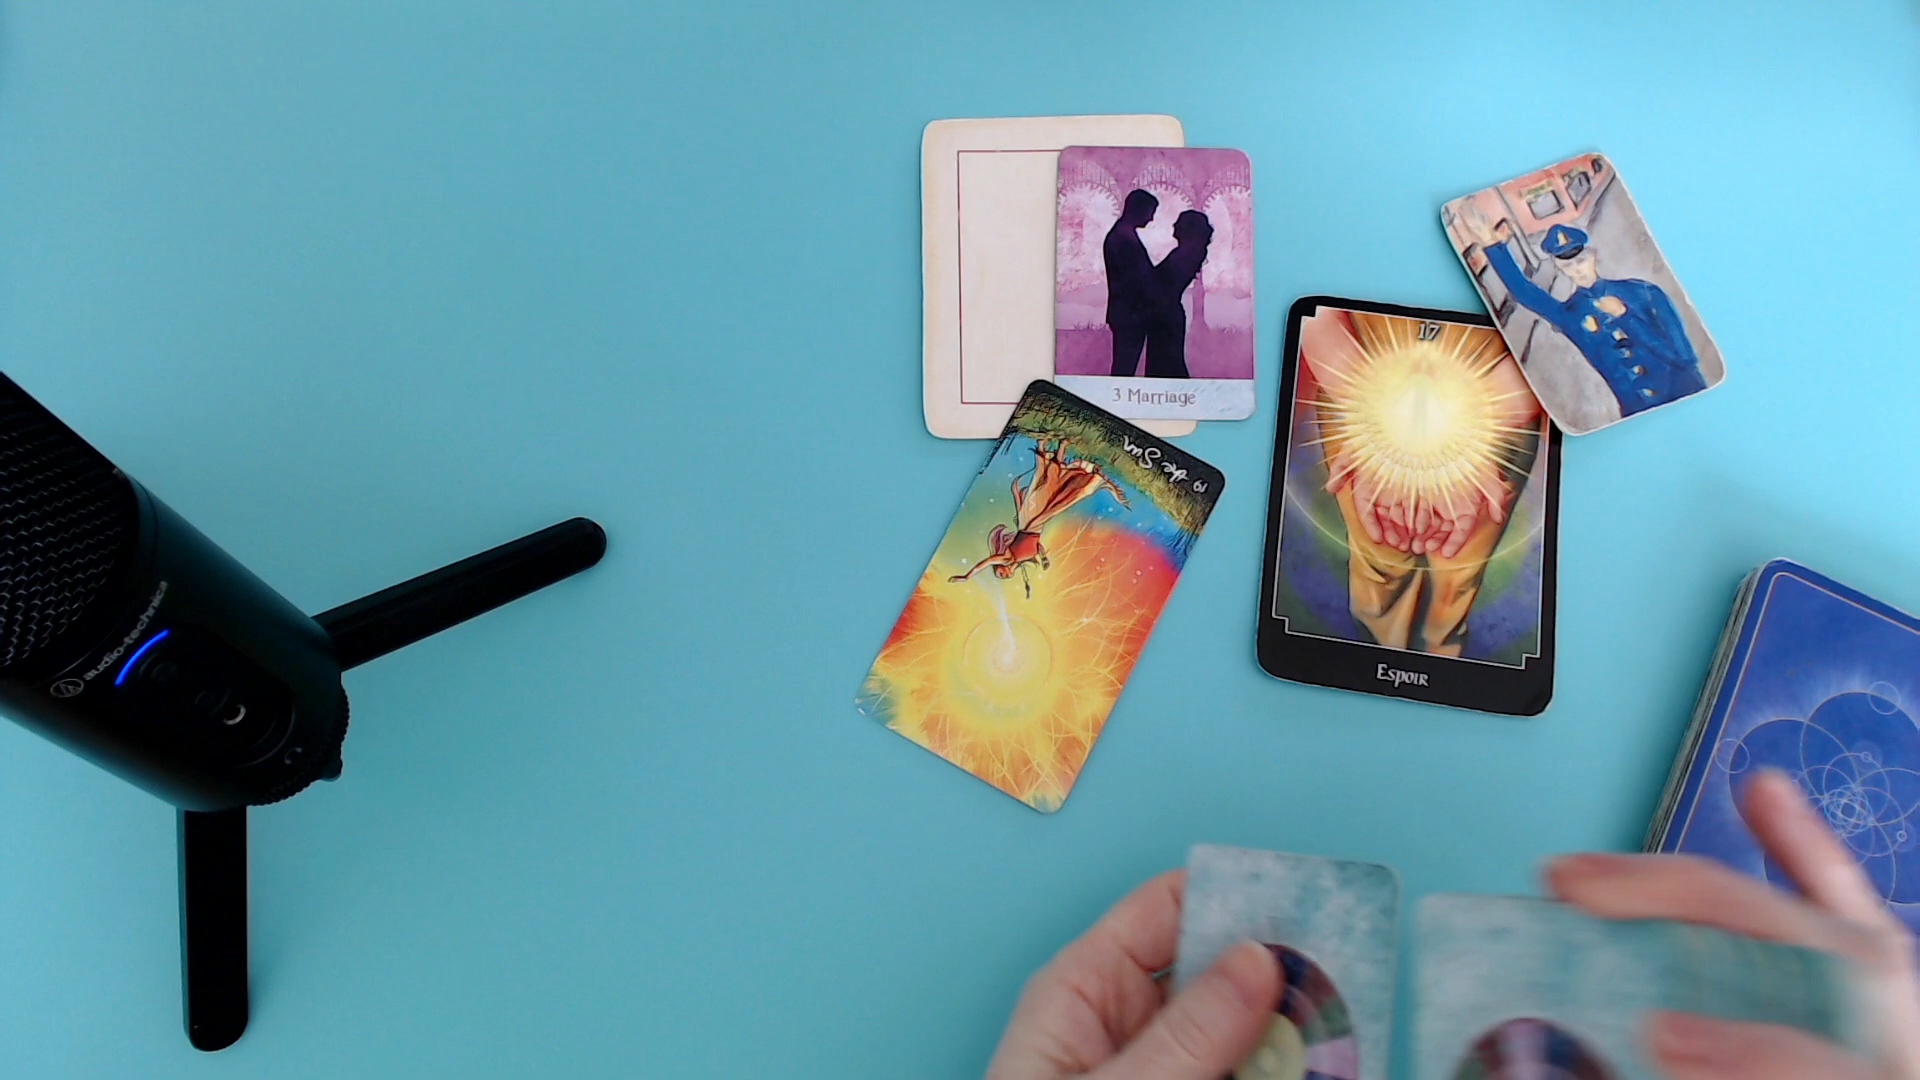 3 Marriage
19 the Sun
17
Espoir
audio-technica